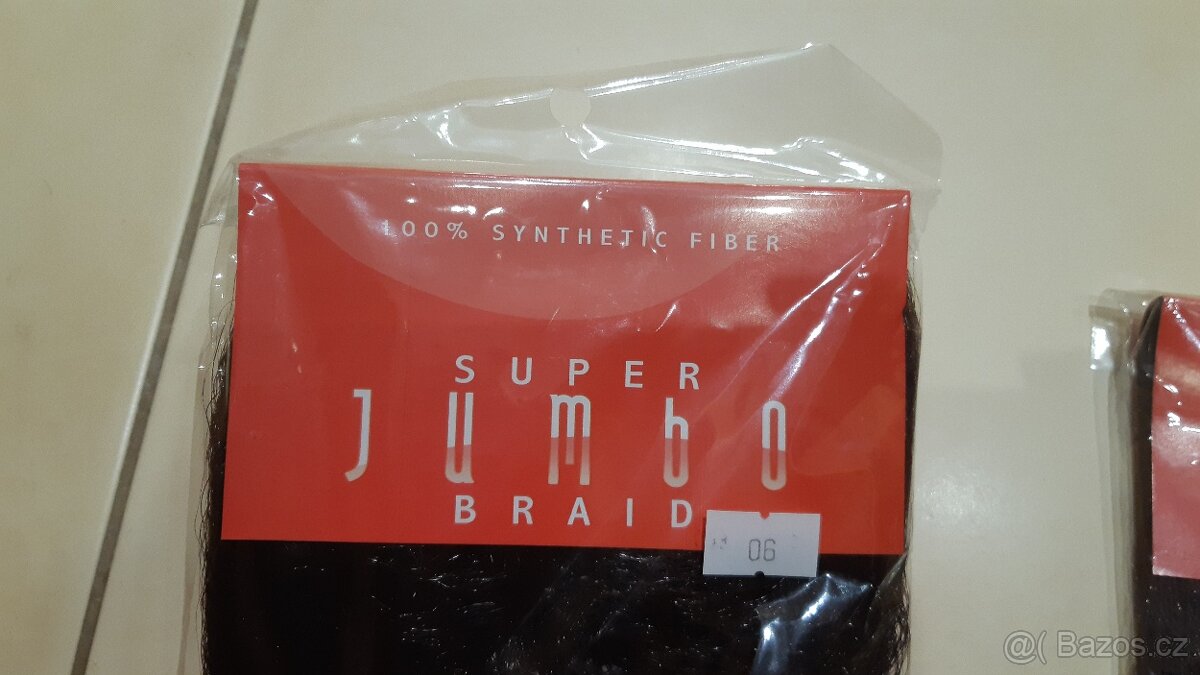 100% SYNTHETIC FIBER
SUPER
JUMBO
BRAID
06
@( Bazos.cz